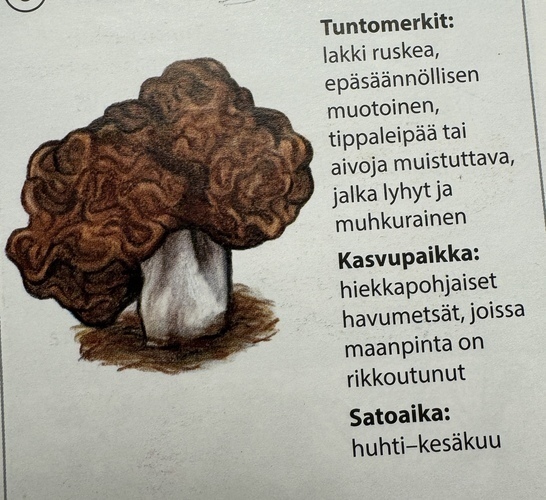 Tuntomerkit:
lakki ruskea,
epäsäännöllisen
muotoinen,
tippaleipää tai
aivoja muistuttava,
jalka lyhyt ja
muhkurainen
Kasvupaikka:
hiekkapohjaiset
havumetsät, joissa
maanpinta on
rikkoutunut
Satoaika:
huhti–kesäkuu